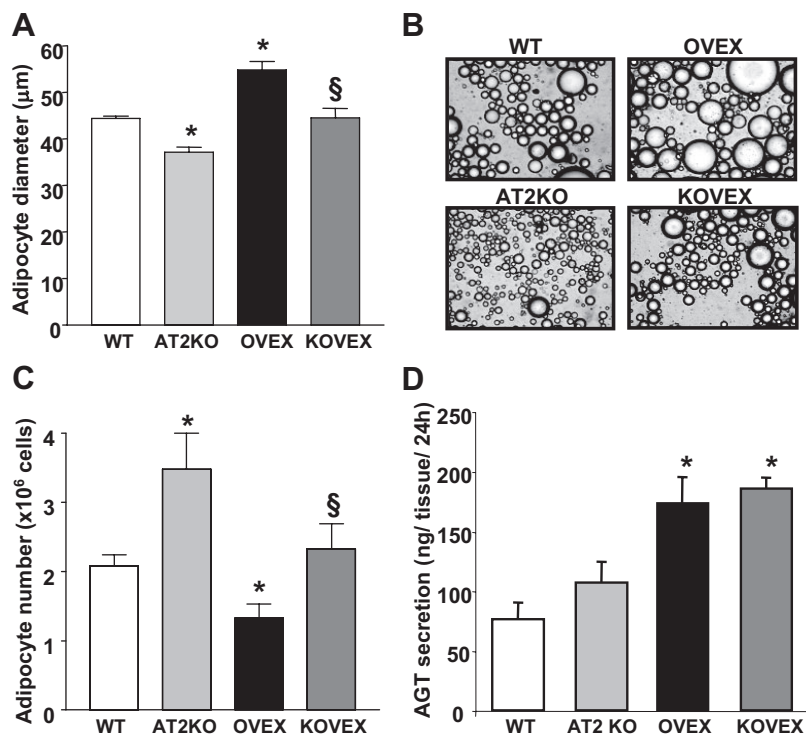 A
Adipocyte diameter (µm)
60
50
40
30
20
10
0
*
*
§
WT
AT2KO
OVEX
KOVEX
B
WT
OVEX
AT2KO
KOVEX
C
Adipocyte number (x10⁶ cells)
4
3
2
1
0
*
*
§
WT
AT2KO
OVEX
KOVEX
D
AGT secretion (ng/ tissue/ 24h)
250
200
150
100
50
0
*
*
WT
AT2 KO
OVEX
KOVEX